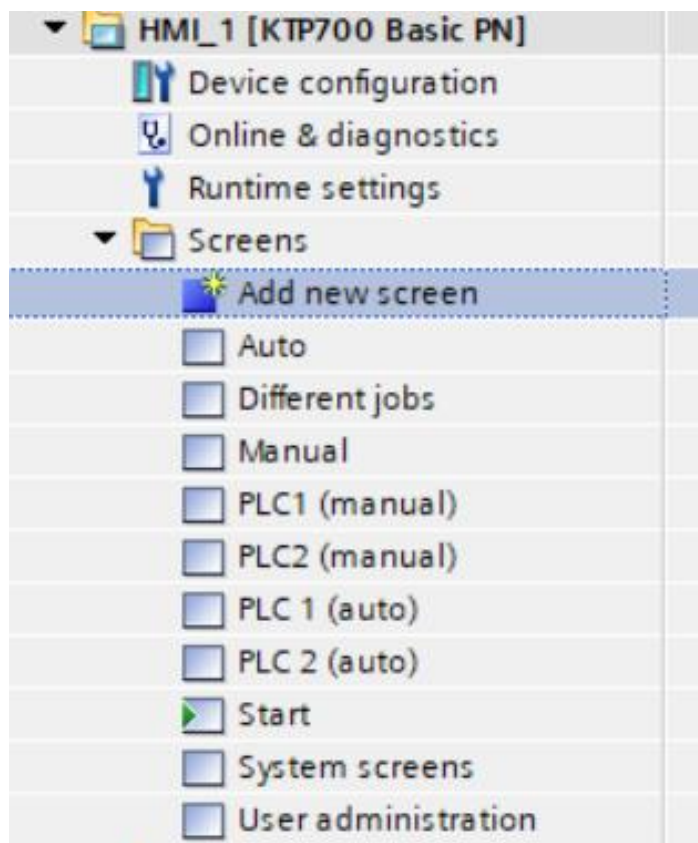 HMI_1 [KTP700 Basic PN]
Device configuration
Online & diagnostics
Runtime settings
Screens
Add new screen
Auto
Different jobs
Manual
PLC1 (manual)
PLC2 (manual)
PLC 1 (auto)
PLC 2 (auto)
Start
System screens
User administration